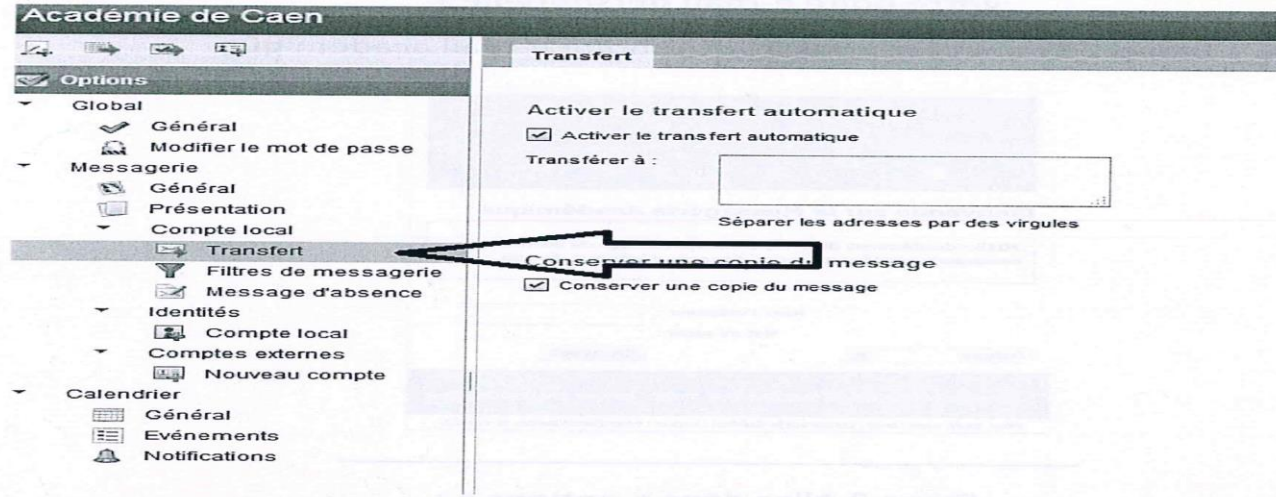 Académie de Caen
Options
Global
Général
Modifier le mot de passe
Messagerie
Général
Présentation
Compte local
Transfert
Filtres de messagerie
Message d'absence
Identités
Compte local
Comptes externes
Nouveau compte
Calendrier
Général
Evénements
Notifications
Transfert
Activer le transfert automatique
Activer le transfert automatique
Transférer à :
Séparer les adresses par des virgules
Conserver une copie du message
Conserver une copie du message